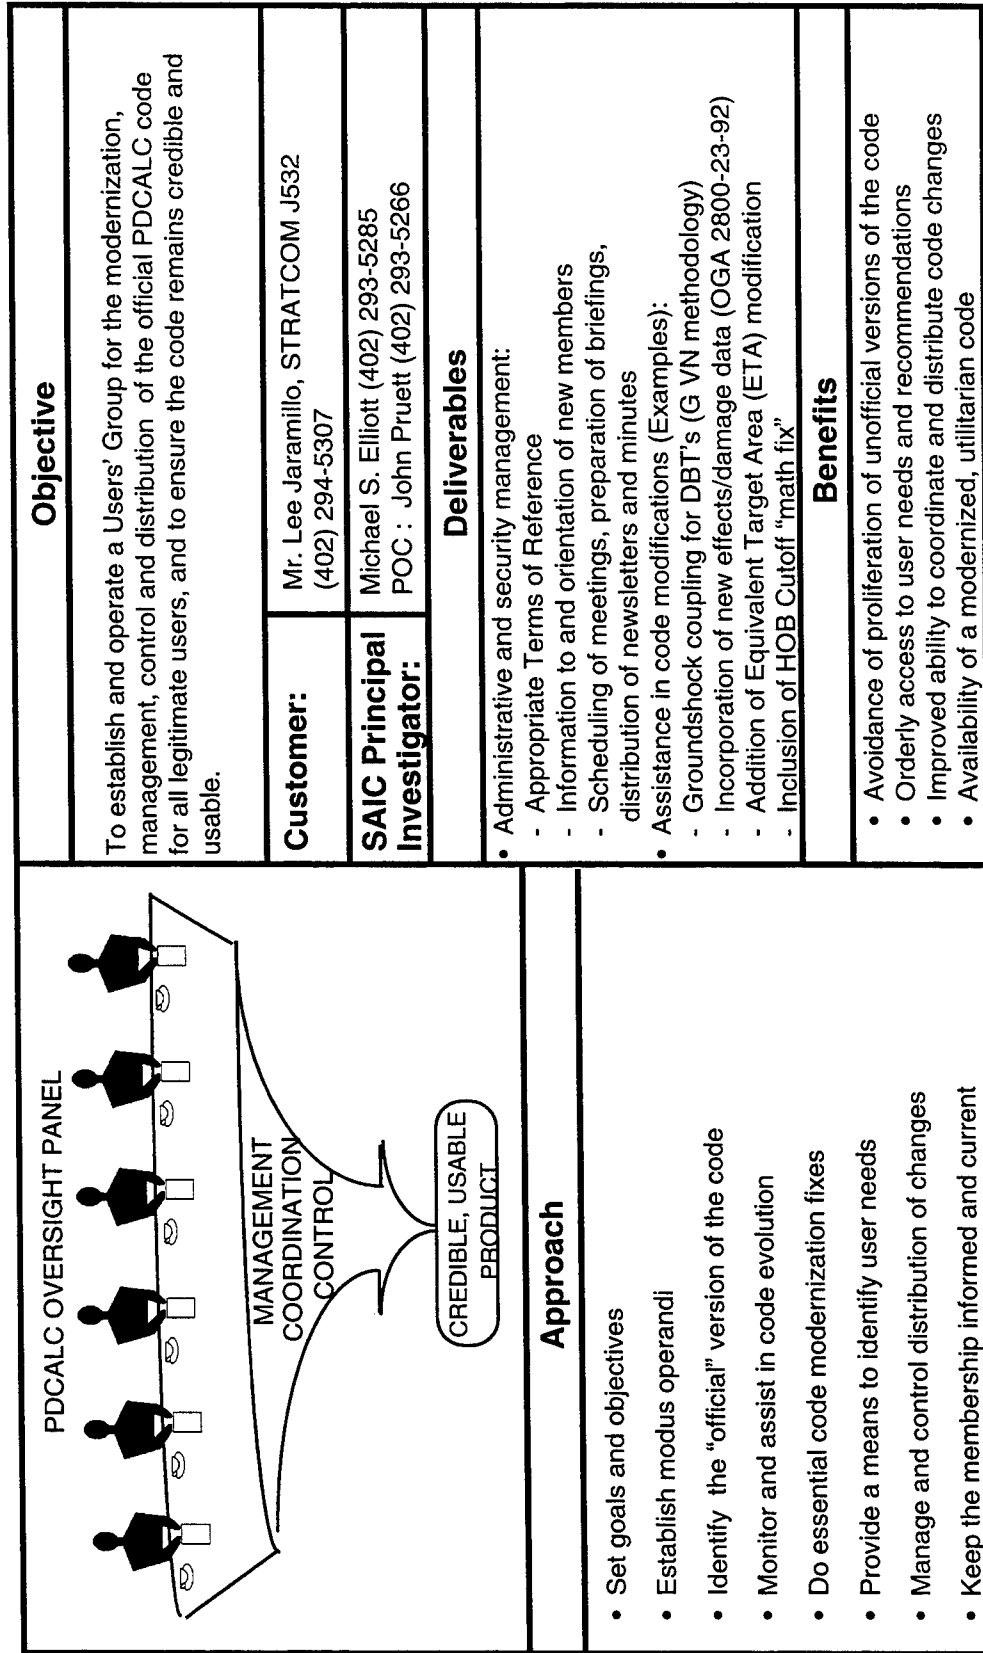 PDCALC OVERSIGHT PANEL
MANAGEMENT
COORDINATION
CONTROL
CREDIBLE, USABLE
PRODUCT
Approach
• Set goals and objectives
• Establish modus operandi
• Identify the “official” version of the code
• Monitor and assist in code evolution
• Do essential code modernization fixes
• Provide a means to identify user needs
• Manage and control distribution of changes
• Keep the membership informed and current
Objective
To establish and operate a Users' Group for the modernization,
management, control and distribution of the official PDCALC code
for all legitimate users, and to ensure the code remains credible and
usable.
Customer:
Mr. Lee Jaramillo, STRATCOM J532
(402) 294-5307
SAIC Principal
Investigator:
Michael S. Elliott (402) 293-5285
POC : John Pruett (402) 293-5266
Deliverables
• Administrative and security management:
- Appropriate Terms of Reference
- Information to and orientation of new members
- Scheduling of meetings, preparation of briefings,
distribution of newsletters and minutes
• Assistance in code modifications (Examples):
- Groundshock coupling for DBT's (G VN methodology)
- Incorporation of new effects/damage data (OGA 2800-23-92)
- Addition of Equivalent Target Area (ETA) modification
- Inclusion of HOB Cutoff “math fix”
Benefits
• Avoidance of proliferation of unofficial versions of the code
• Orderly access to user needs and recommendations
• Improved ability to coordinate and distribute code changes
• Availability of a modernized, utilitarian code